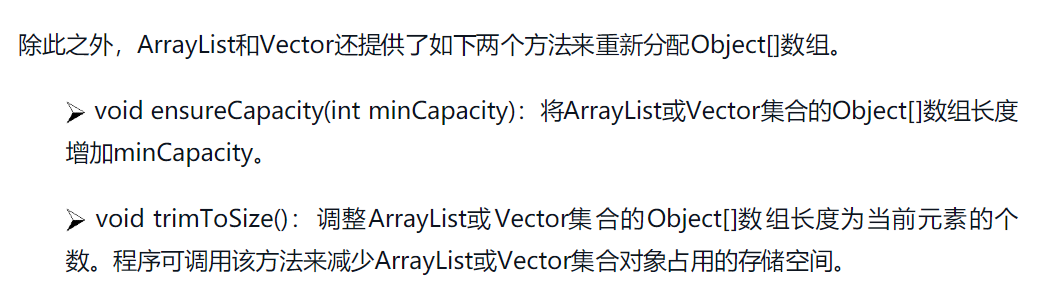 除此之外，ArrayList和Vector还提供了如下两个方法来重新分配Object[]数组。
➢ void ensureCapacity(int minCapacity)：将ArrayList或Vector集合的Object[]数组长度
增加minCapacity。
➢ void trimToSize()：调整ArrayList或Vector集合的Object[]数组长度为当前元素的个
数。程序可调用该方法来减少ArrayList或Vector集合对象占用的存储空间。